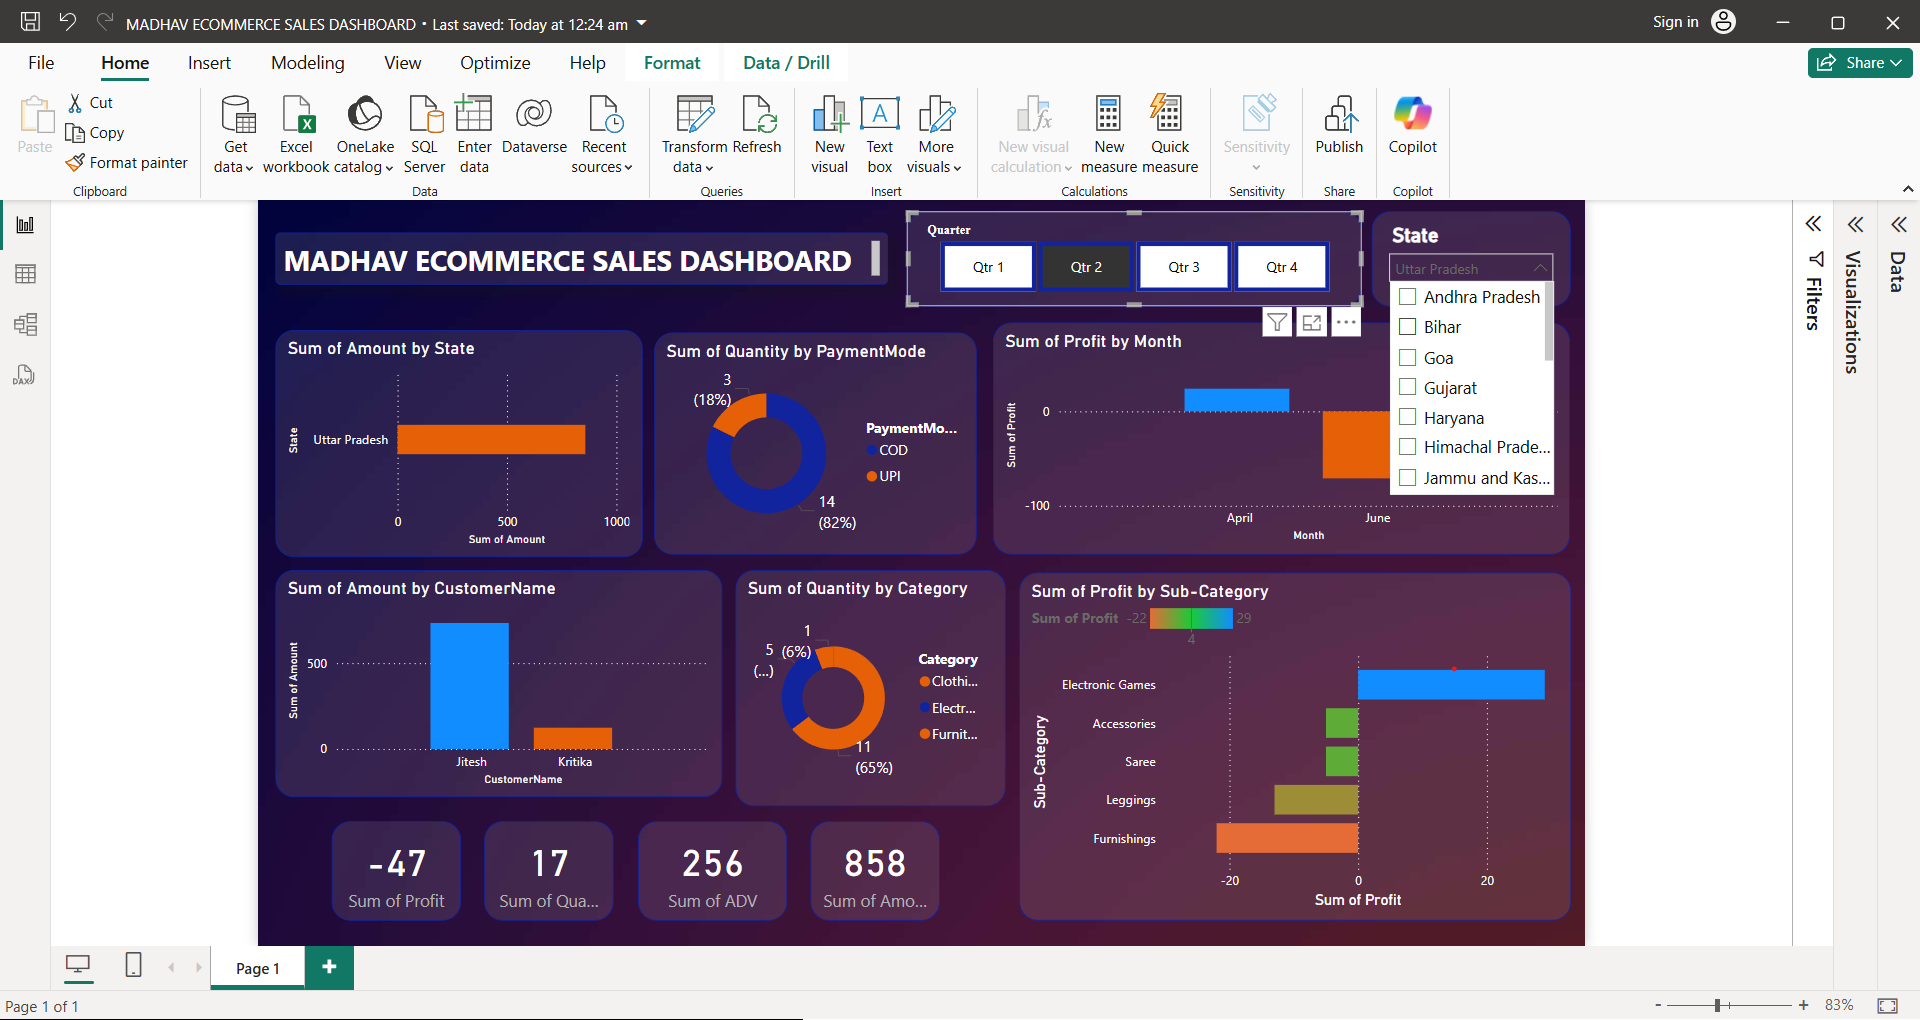 MADHAV ECOMMERCE SALES DASHBOARD • Last saved: Today at 12:24 am
Sign in
File
Home
Insert
Modeling
View
Optimize
Help
Format
Data / Drill
Share
Paste
Cut
Copy
Format painter
Clipboard
Get data
Excel workbook
OneLake catalog
SQL Server
Enter data
Dataverse
Recent sources
Data
Transform data
Refresh
Queries
New visual
Text box
More visuals
Insert
New visual calculation
New measure
Quick measure
Calculations
Sensitivity
Sensitivity
Publish
Share
Copilot
Copilot
MADHAV ECOMMERCE SALES DASHBOARD
Quarter
Qtr 1
Qtr 2
Qtr 3
Qtr 4
State
Uttar Pradesh
Andhra Pradesh
Bihar
Goa
Gujarat
Haryana
Himachal Prade...
Jammu and Kas...
Filters
Visualizations
Data
Sum of Amount by State
State
Uttar Pradesh
0
500
1000
Sum of Amount
Sum of Quantity by PaymentMode
3
(18%)
14
(82%)
PaymentMo...
COD
UPI
Sum of Profit by Month
Sum of Profit
0
-100
April
June
Month
Sum of Amount by CustomerName
Sum of Amount
500
0
Jitesh
Kritika
CustomerName
Sum of Quantity by Category
1
(6%)
5
(...)
11
(65%)
Category
Clothi...
Electr...
Furnit...
Sum of Profit by Sub-Category
Sum of Profit
-22
29
4
Sub-Category
Electronic Games
Accessories
Saree
Leggings
Furnishings
-20
0
20
Sum of Profit
-47
Sum of Profit
17
Sum of Qua...
256
Sum of ADV
858
Sum of Amo...
Page 1
+
Page 1 of 1
-
+
83%